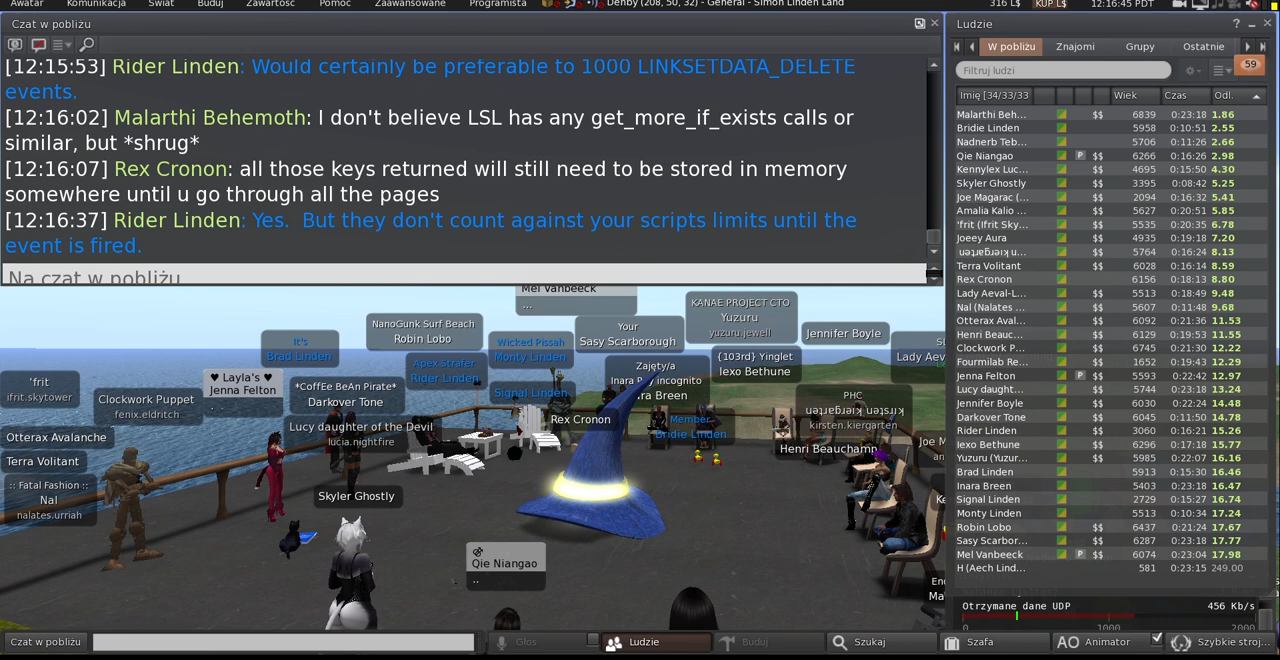 Awatar Komunikacja Świat Buduj Zawartość Pomoc Zaawansowane Programista Denby (208, 50, 32) - General - Simon Linden Land 316 L$ KUP L$ 12:16:45 PDT
Czat w pobliżu
[12:15:53] Rider Linden: Would certainly be preferable to 1000 LINKSETDATA_DELETE
events.
[12:16:02] Malarthi Behemoth: I don't believe LSL has any get_more_if_exists calls or
similar, but *shrug*
[12:16:07] Rex Cronon: all those keys returned will still need to be stored in memory
somewhere until u go through all the pages
[12:16:37] Rider Linden: Yes.  But they don't count against your scripts limits until the
event is fired.
Na czat w pobliżu
Mel Vanbeeck
...
KANAE PROJECT CTO
Yuzuru
yuzuru.jewell
NanoGunk Surf Beach
Robin Lobo
Your
Sasy Scarborough
Jennifer Boyle
It's
Brad Linden
Wicked Pissah
Monty Linden
{103rd} Yinglet
Iexo Bethune
Lady Aev
Apex Strafer
Rider Linden
Zajęty/a
Inara
incognito
ra Breen
'frit
ifrit.skytower
♥ Layla's ♥
Jenna Felton
*CoffEe BeAn Pirate*
Darkover Tone
Signal Linden
Clockwork Puppet
fenix.eldritch
PHC
kirsten.kiergarten
Rex Cronon
Member
Bridie Linden
Lucy daughter of the Devil
lucia.nightfire
Otterax Avalanche
Henri Beauchamp
Joe M
Terra Volitant
:: Fatal Fashion ::
Nal
nalates.urriah
Skyler Ghostly
Qie Niangao
..
Czat w pobliżu Głos Ludzie Buduj Szukaj Szafa AO Animator Szybkie stroj...
Ludzie
W pobliżu Znajomi Grupy Ostatnie
Filtruj ludzi
59
Imię [34/33/33 Wiek Czas Odl.
Malarthi Beh... $$ 6839 0:23:18 1.86
Bridie Linden 5958 0:10:51 2.55
Nadnerb Teb... 5706 0:11:26 2.66
Qie Niangao P $$ 6266 0:16:26 2.98
Kennylex Luc... $$ 4695 0:15:50 4.30
Skyler Ghostly $$ 3395 0:08:42 5.25
Joe Magarac (... $$ 2094 0:16:32 5.41
Amalia Kalio ... $$ 5627 0:20:51 5.85
'frit (Ifrit Sky... $$ 5535 0:20:35 6.78
Joeey Aura 4935 0:19:18 7.20
$$ 5764 0:16:24 8.13
Terra Volitant $$ 6028 0:16:14 8.59
Rex Cronon 6156 0:18:13 8.80
Lady Aeval-L... $$ 5513 0:18:49 9.48
Nal (Nalates ... $$ 5607 0:11:48 9.68
Otterax Aval... $$ 6092 0:21:36 11.53
Henri Beauc... $$ 6129 0:19:53 11.55
Clockwork P... $$ 6745 0:21:30 12.22
Fourmilab Re... $$ 1652 0:19:43 12.29
Jenna Felton P $$ 5593 0:22:42 12.97
Lucy daught... $$ 5744 0:23:18 13.24
Jennifer Boyle $$ 6030 0:22:24 14.48
Darkover Tone $$ 6045 0:11:50 14.78
Rider Linden $$ 3060 0:16:21 15.26
Iexo Bethune $$ 6296 0:17:18 15.77
Yuzuru (Yuzur... $$ 5985 0:22:07 16.16
Brad Linden 5913 0:15:30 16.46
Inara Breen 5403 0:23:18 16.47
Signal Linden 2729 0:15:27 16.74
Monty Linden 5513 0:10:34 17.24
Robin Lobo $$ 6437 0:21:24 17.67
Sasy Scarbor... $$ 6287 0:23:18 17.77
Mel Vanbeeck P $$ 6074 0:23:04 17.98
H (Aech Lind... 581 0:23:15 249.00
Otrzymane dane UDP 456 Kb/s
0 1000 2000